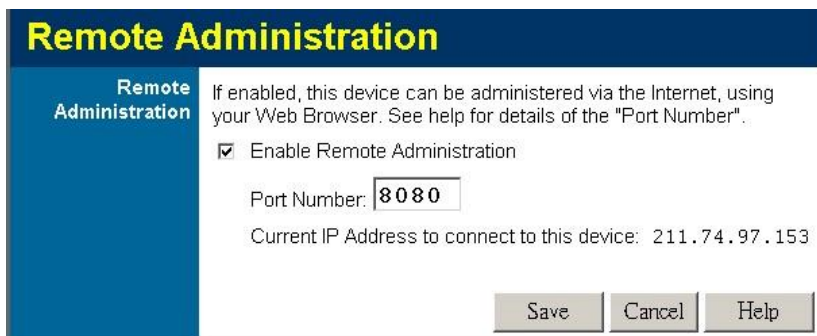 Remote Administration
Remote
Administration
If enabled, this device can be administered via the Internet, using
your Web Browser. See help for details of the "Port Number".
Enable Remote Administration
Port Number: 8080
Current IP Address to connect to this device: 211.74.97.153
Save Cancel Help